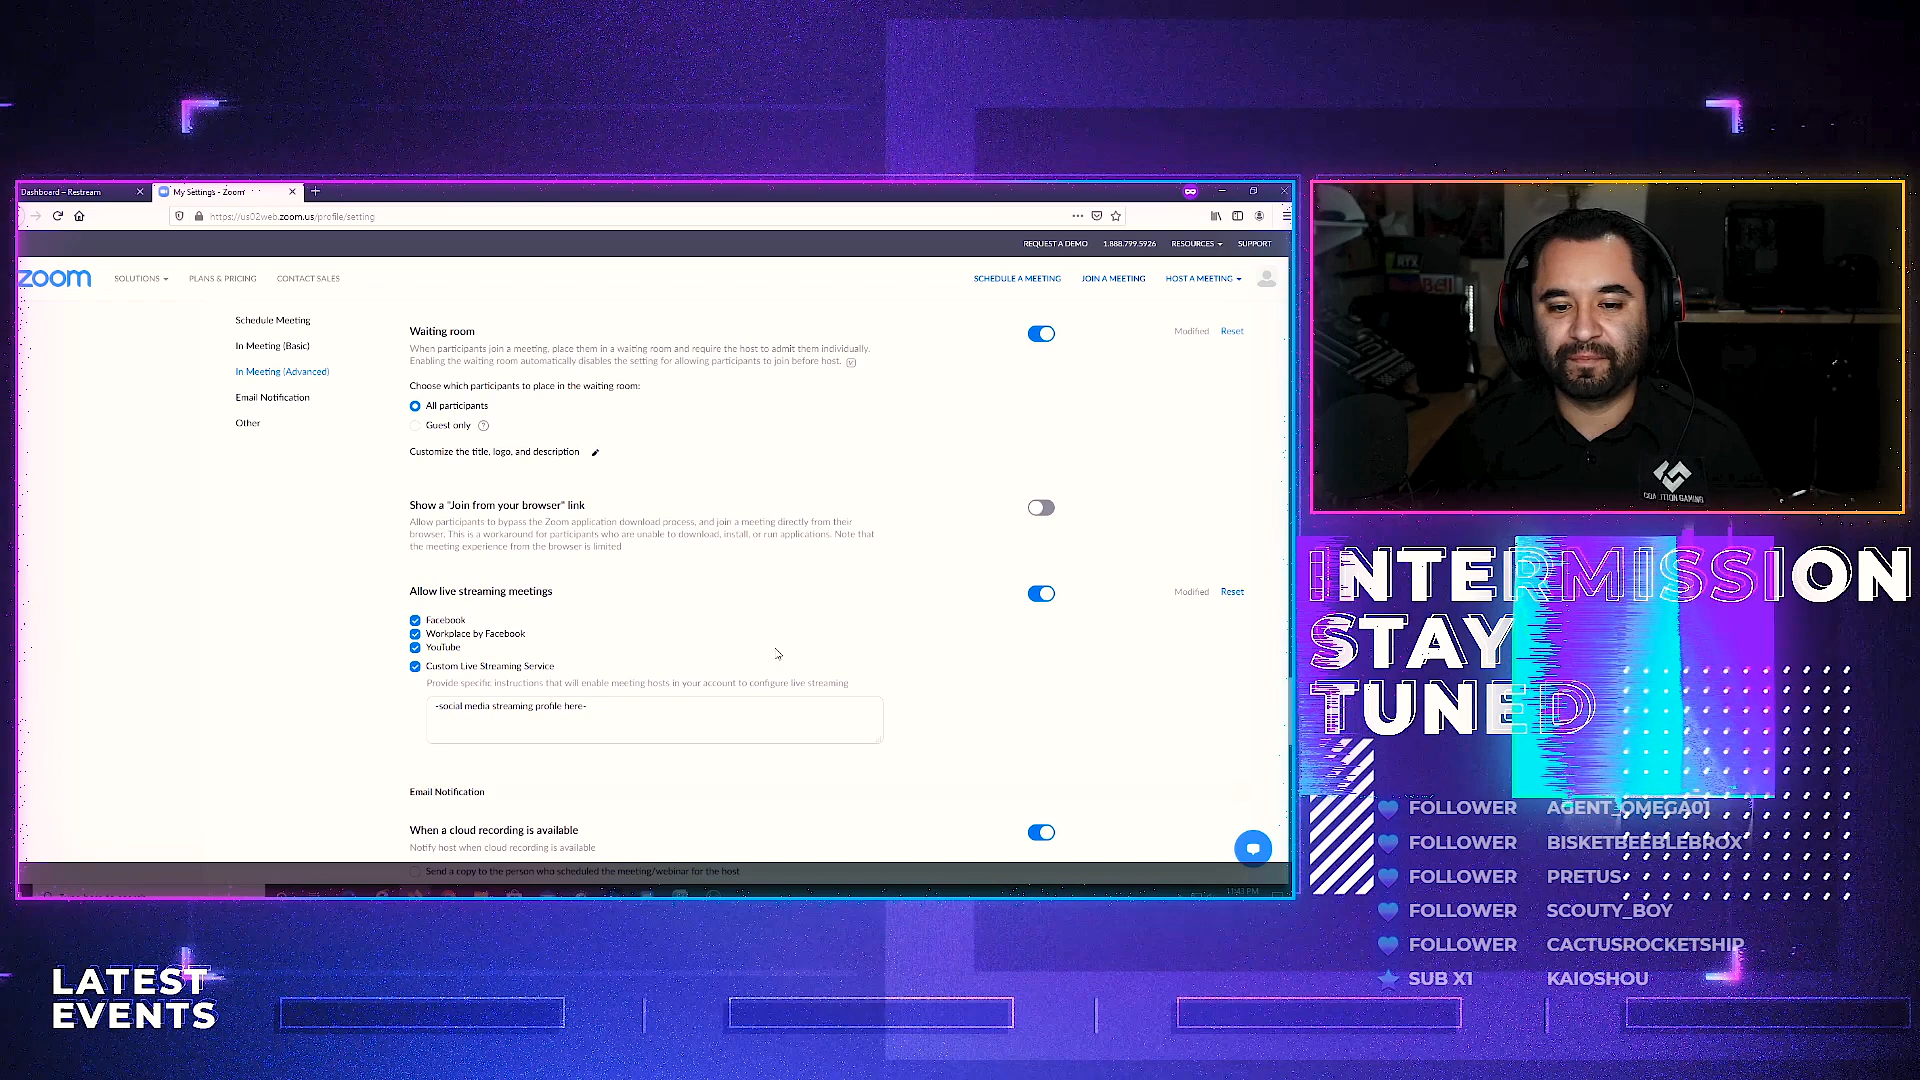 Dashboard – Restream
My Settings - Zoom
https://us02web.zoom.us/profile/setting
REQUEST A DEMO 1.888.799.5926 RESOURCES SUPPORT
zoom SOLUTIONS PLANS & PRICING CONTACT SALES SCHEDULE A MEETING JOIN A MEETING HOST A MEETING
Schedule Meeting
In Meeting (Basic)
In Meeting (Advanced)
Email Notification
Other
Waiting room
Modified Reset
When participants join a meeting, place them in a waiting room and require the host to admit them individually.
Enabling the waiting room automatically disables the setting for allowing participants to join before host.
Choose which participants to place in the waiting room:
All participants
Guest only
Customize the title, logo, and description
Show a "Join from your browser" link
Allow participants to bypass the Zoom application download process, and join a meeting directly from their
browser. This is a workaround for participants who are unable to download, install, or run applications. Note that
the meeting experience from the browser is limited
Allow live streaming meetings
Modified Reset
Facebook
Workplace by Facebook
YouTube
Custom Live Streaming Service
Provide specific instructions that will enable meeting hosts in your account to configure live streaming
-social media streaming profile here-
Email Notification
When a cloud recording is available
Notify host when cloud recording is available
Send a copy to the person who scheduled the meeting/webinar for the host
11:43 PM
RTX
COALITION GAMING
INTERMISSION
STAY
TUNED
FOLLOWER AGENT_OMEGA01
FOLLOWER BISKETBEEBLEBROX
FOLLOWER PRETUS
FOLLOWER SCOUTY_BOY
FOLLOWER CACTUSROCKETSHIP
SUB X1 KAIOSHOU
LATEST
EVENTS